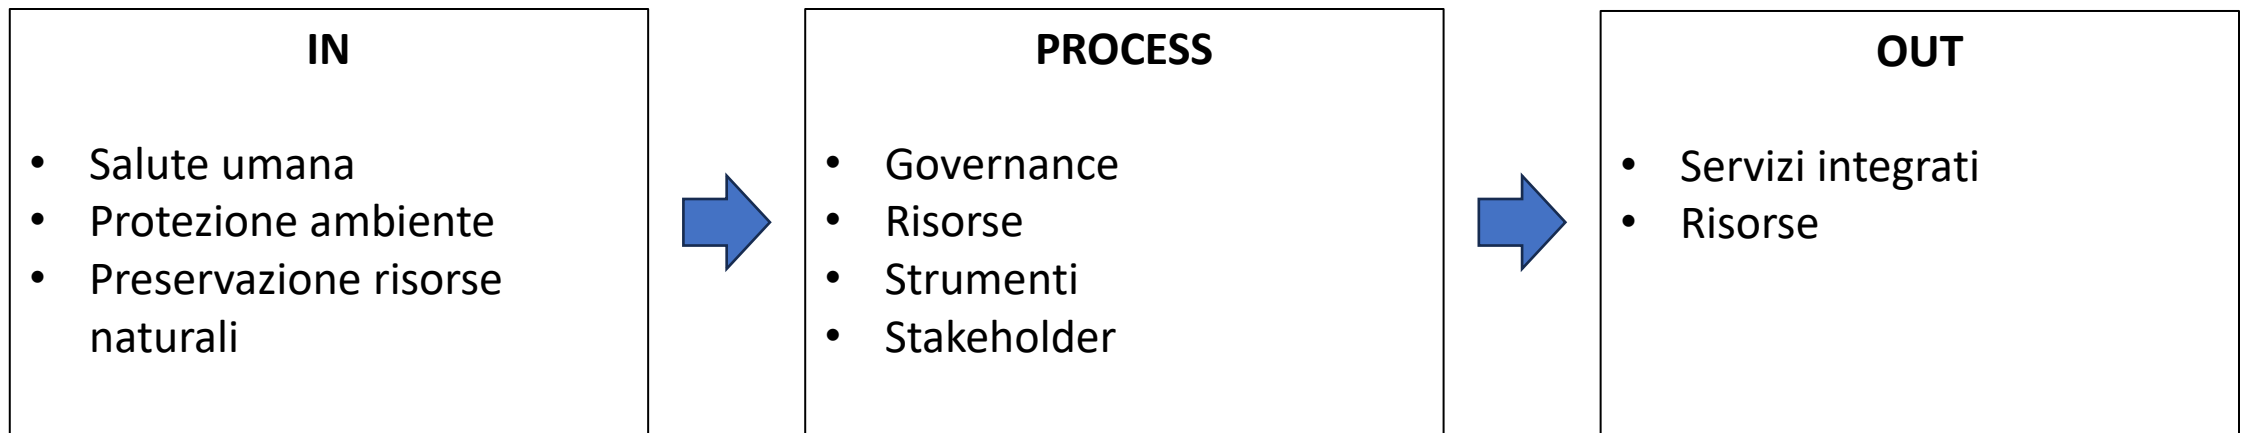 IN
• Salute umana
• Protezione ambiente
• Preservazione risorse
naturali
PROCESS
• Governance
• Risorse
• Strumenti
• Stakeholder
OUT
• Servizi integrati
• Risorse